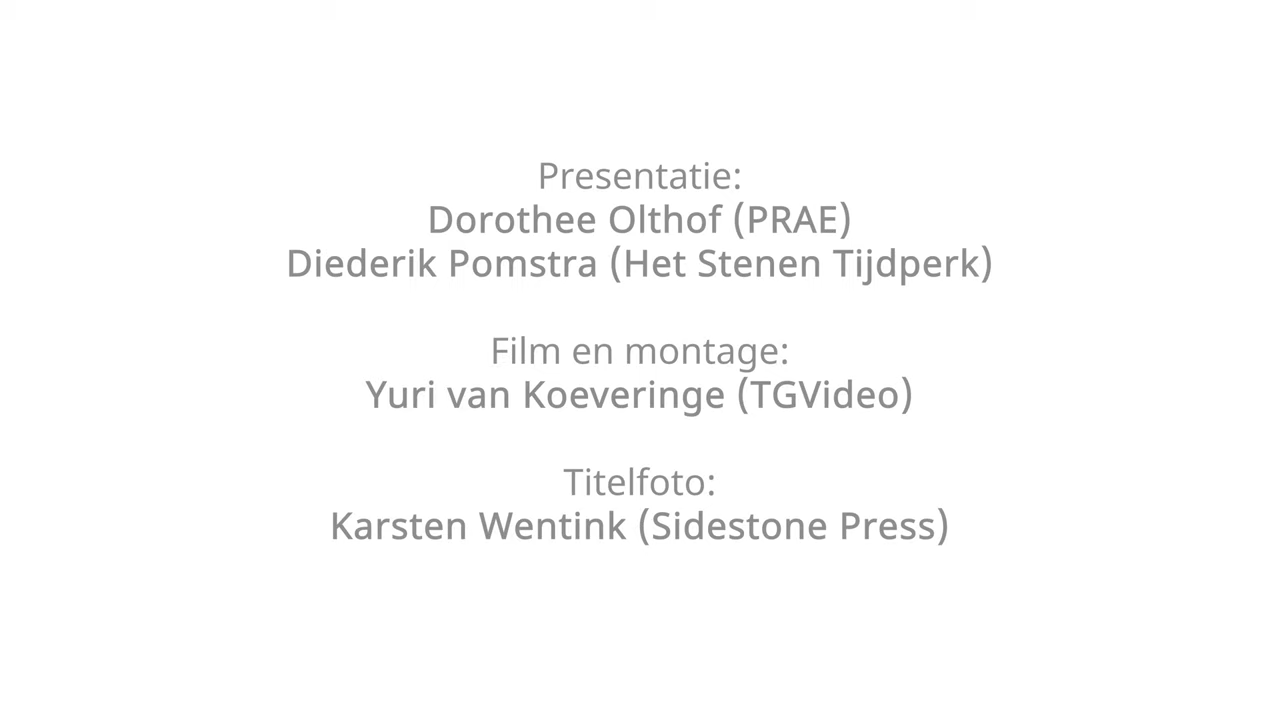 Presentatie:
Dorothee Olthof (PRAE)
Diederik Pomstra (Het Stenen Tijdperk)
Film en montage:
Yuri van Koeveringe (TGVideo)
Titelfoto:
Karsten Wentink (Sidestone Press)